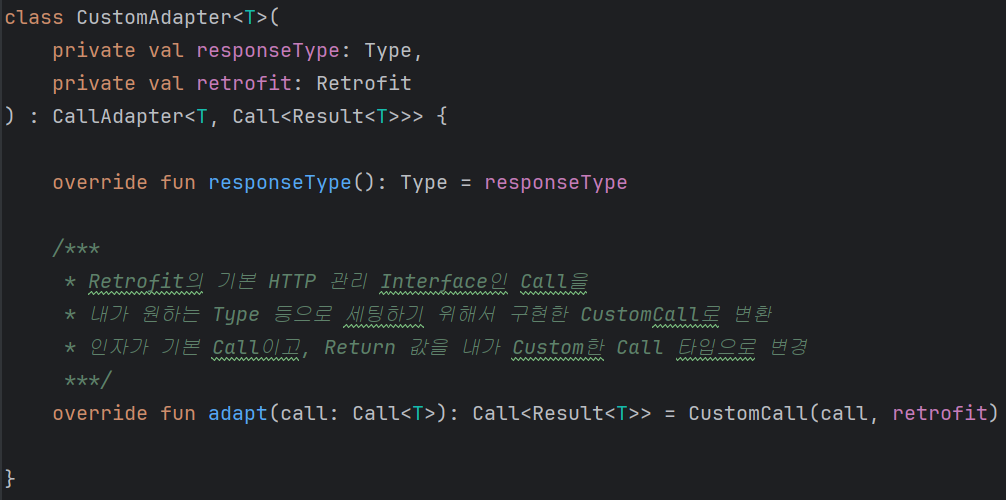 class CustomAdapter<T>(
    private val responseType: Type,
    private val retrofit: Retrofit
) : CallAdapter<T, Call<Result<T>>> {
    override fun responseType(): Type = responseType
    /***
     * Retrofit의 기본 HTTP 관리 Interface인 Call을
     * 내가 원하는 Type 등으로 세팅하기 위해서 구현한 CustomCall로 변환
     * 인자가 기본 Call이고, Return 값을 내가 Custom한 Call 타입으로 변경
     ***/
    override fun adapt(call: Call<T>): Call<Result<T>> = CustomCall(call, retrofit)
}